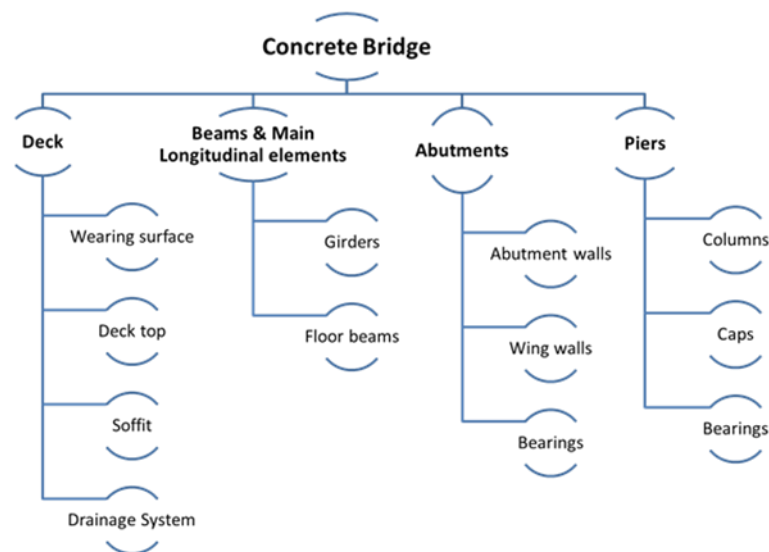 Concrete Bridge
Deck
Beams & Main
Longitudinal elements
Abutments
Piers
Wearing surface
Deck top
Soffit
Drainage System
Girders
Floor beams
Abutment walls
Wing walls
Bearings
Columns
Caps
Bearings